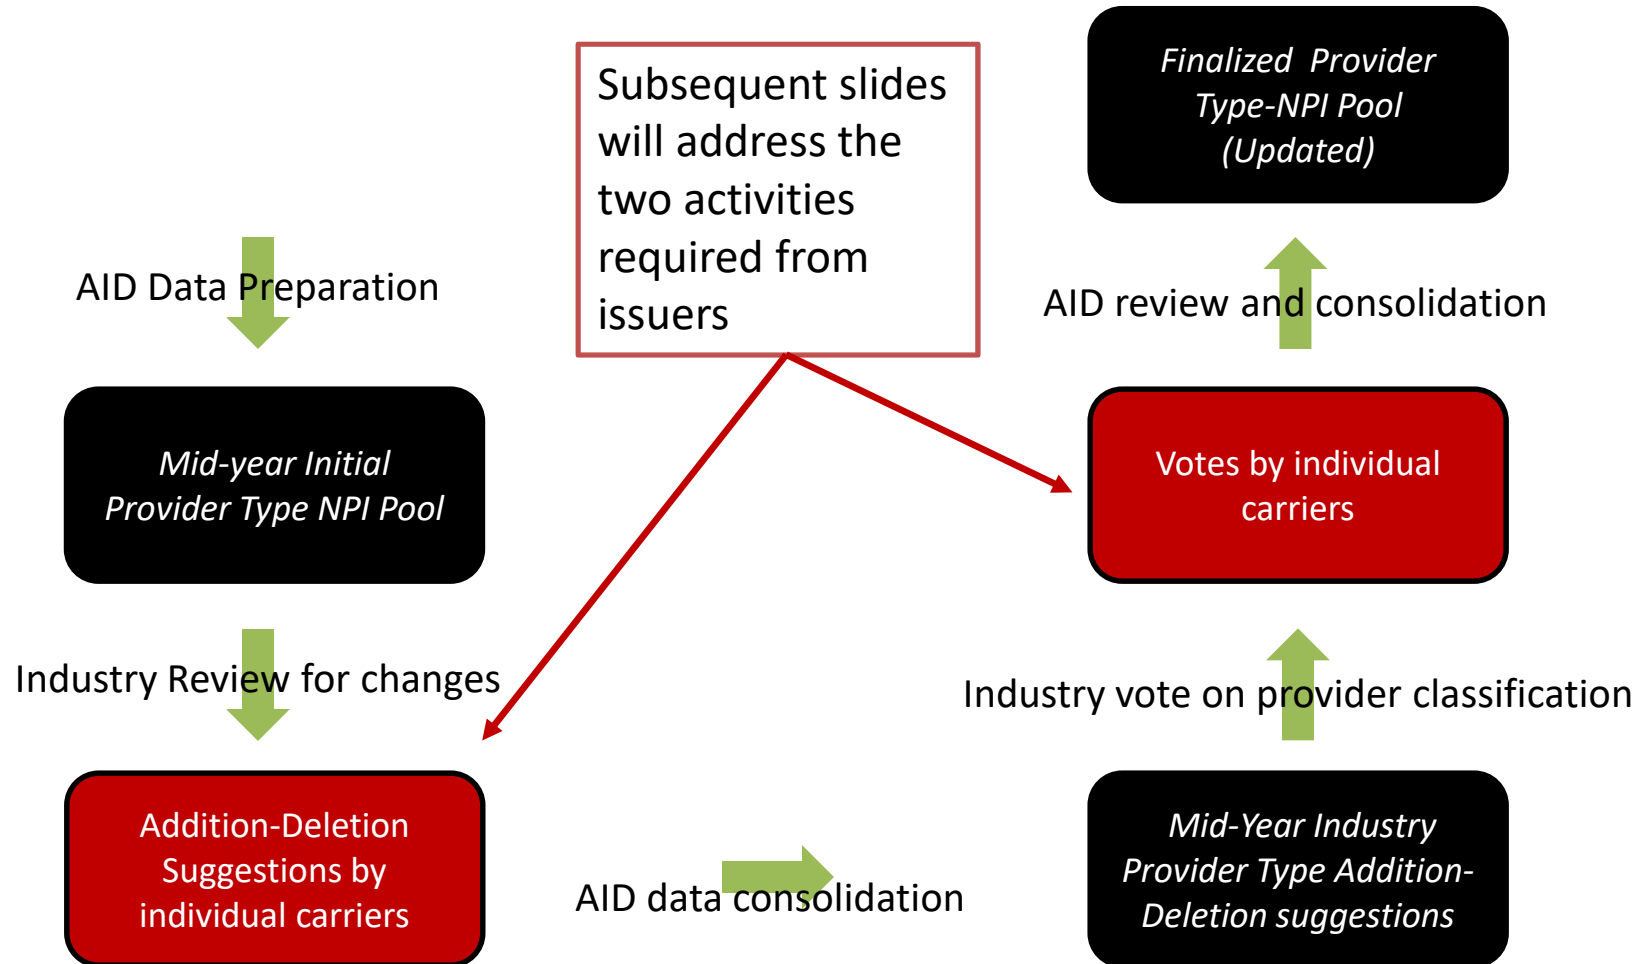 Subsequent slides
will address the
two activities
required from
issuers
AID Data Preparation
Mid-year Initial
Provider Type NPI Pool
Industry Review for changes
Addition-Deletion
Suggestions by
individual carriers
AID data consolidation
Mid-Year Industry
Provider Type Addition-
Deletion suggestions
Industry vote on provider classification
Votes by individual
carriers
AID review and consolidation
Finalized Provider
Type-NPI Pool
(Updated)